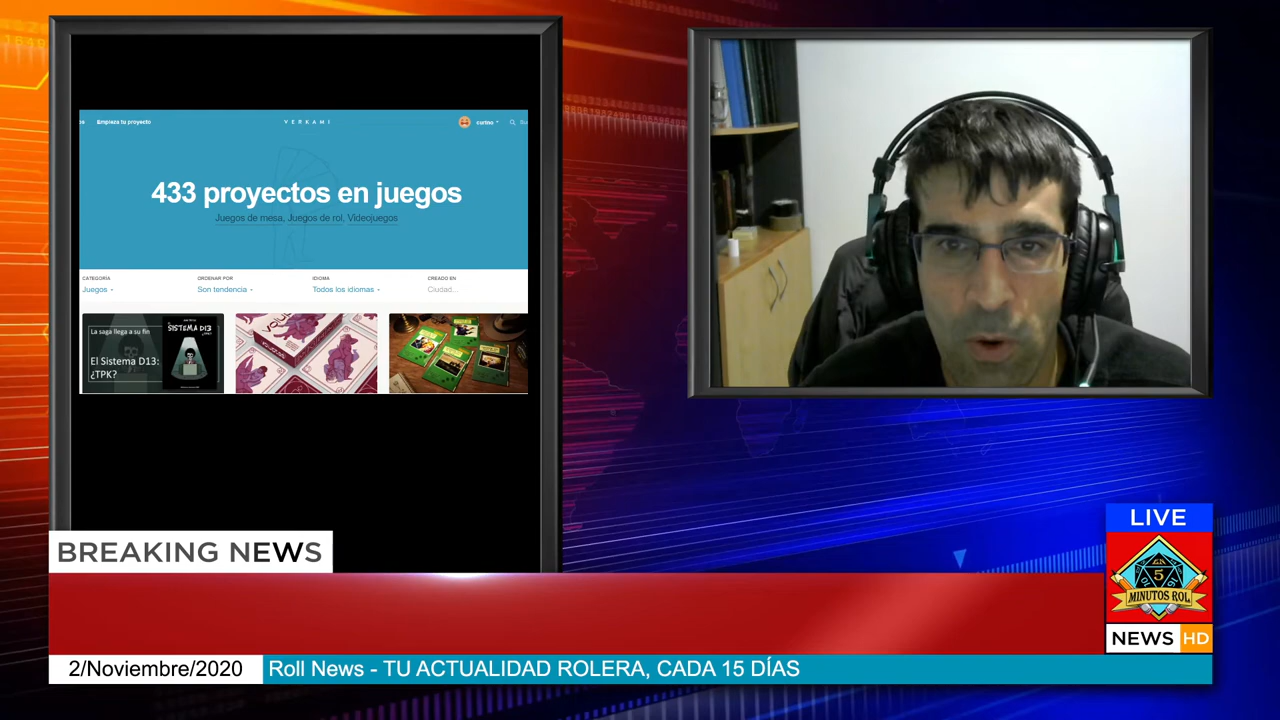 Empieza tu proyecto
VERKAMI
curino
433 proyectos en juegos
Juegos de mesa, Juegos de rol, Videojuegos
CATEGORÍA
ORDENAR POR
IDIOMA
CREADO EN
Juegos
Son tendencia
Todos los idiomas
Ciudad...
La saga llega a su fin
El Sistema D13:
¿TPK?
SISTEMA D13
BREAKING NEWS
LIVE
EN
5
MINUTOS ROL
NEWS HD
2/Noviembre/2020
Roll News - TU ACTUALIDAD ROLERA, CADA 15 DÍAS